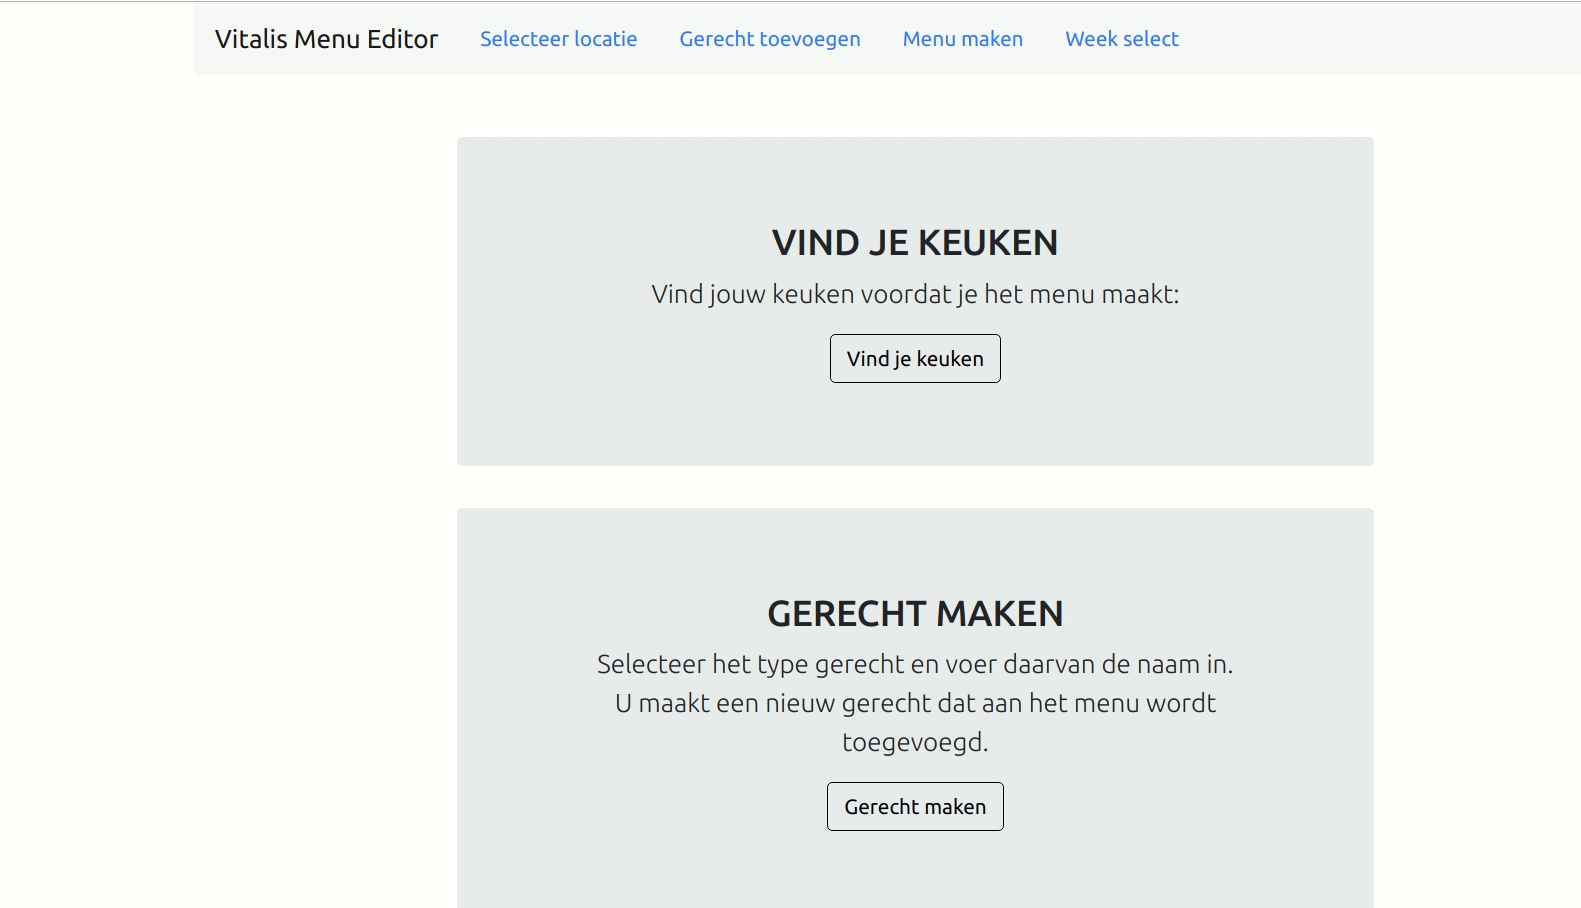 Vitalis Menu Editor Selecteer locatie Gerecht toevoegen Menu maken Week select
VIND JE KEUKEN
Vind jouw keuken voordat je het menu maakt:
Vind je keuken
GERECHT MAKEN
Selecteer het type gerecht en voer daarvan de naam in.
U maakt een nieuw gerecht dat aan het menu wordt
toegevoegd.
Gerecht maken